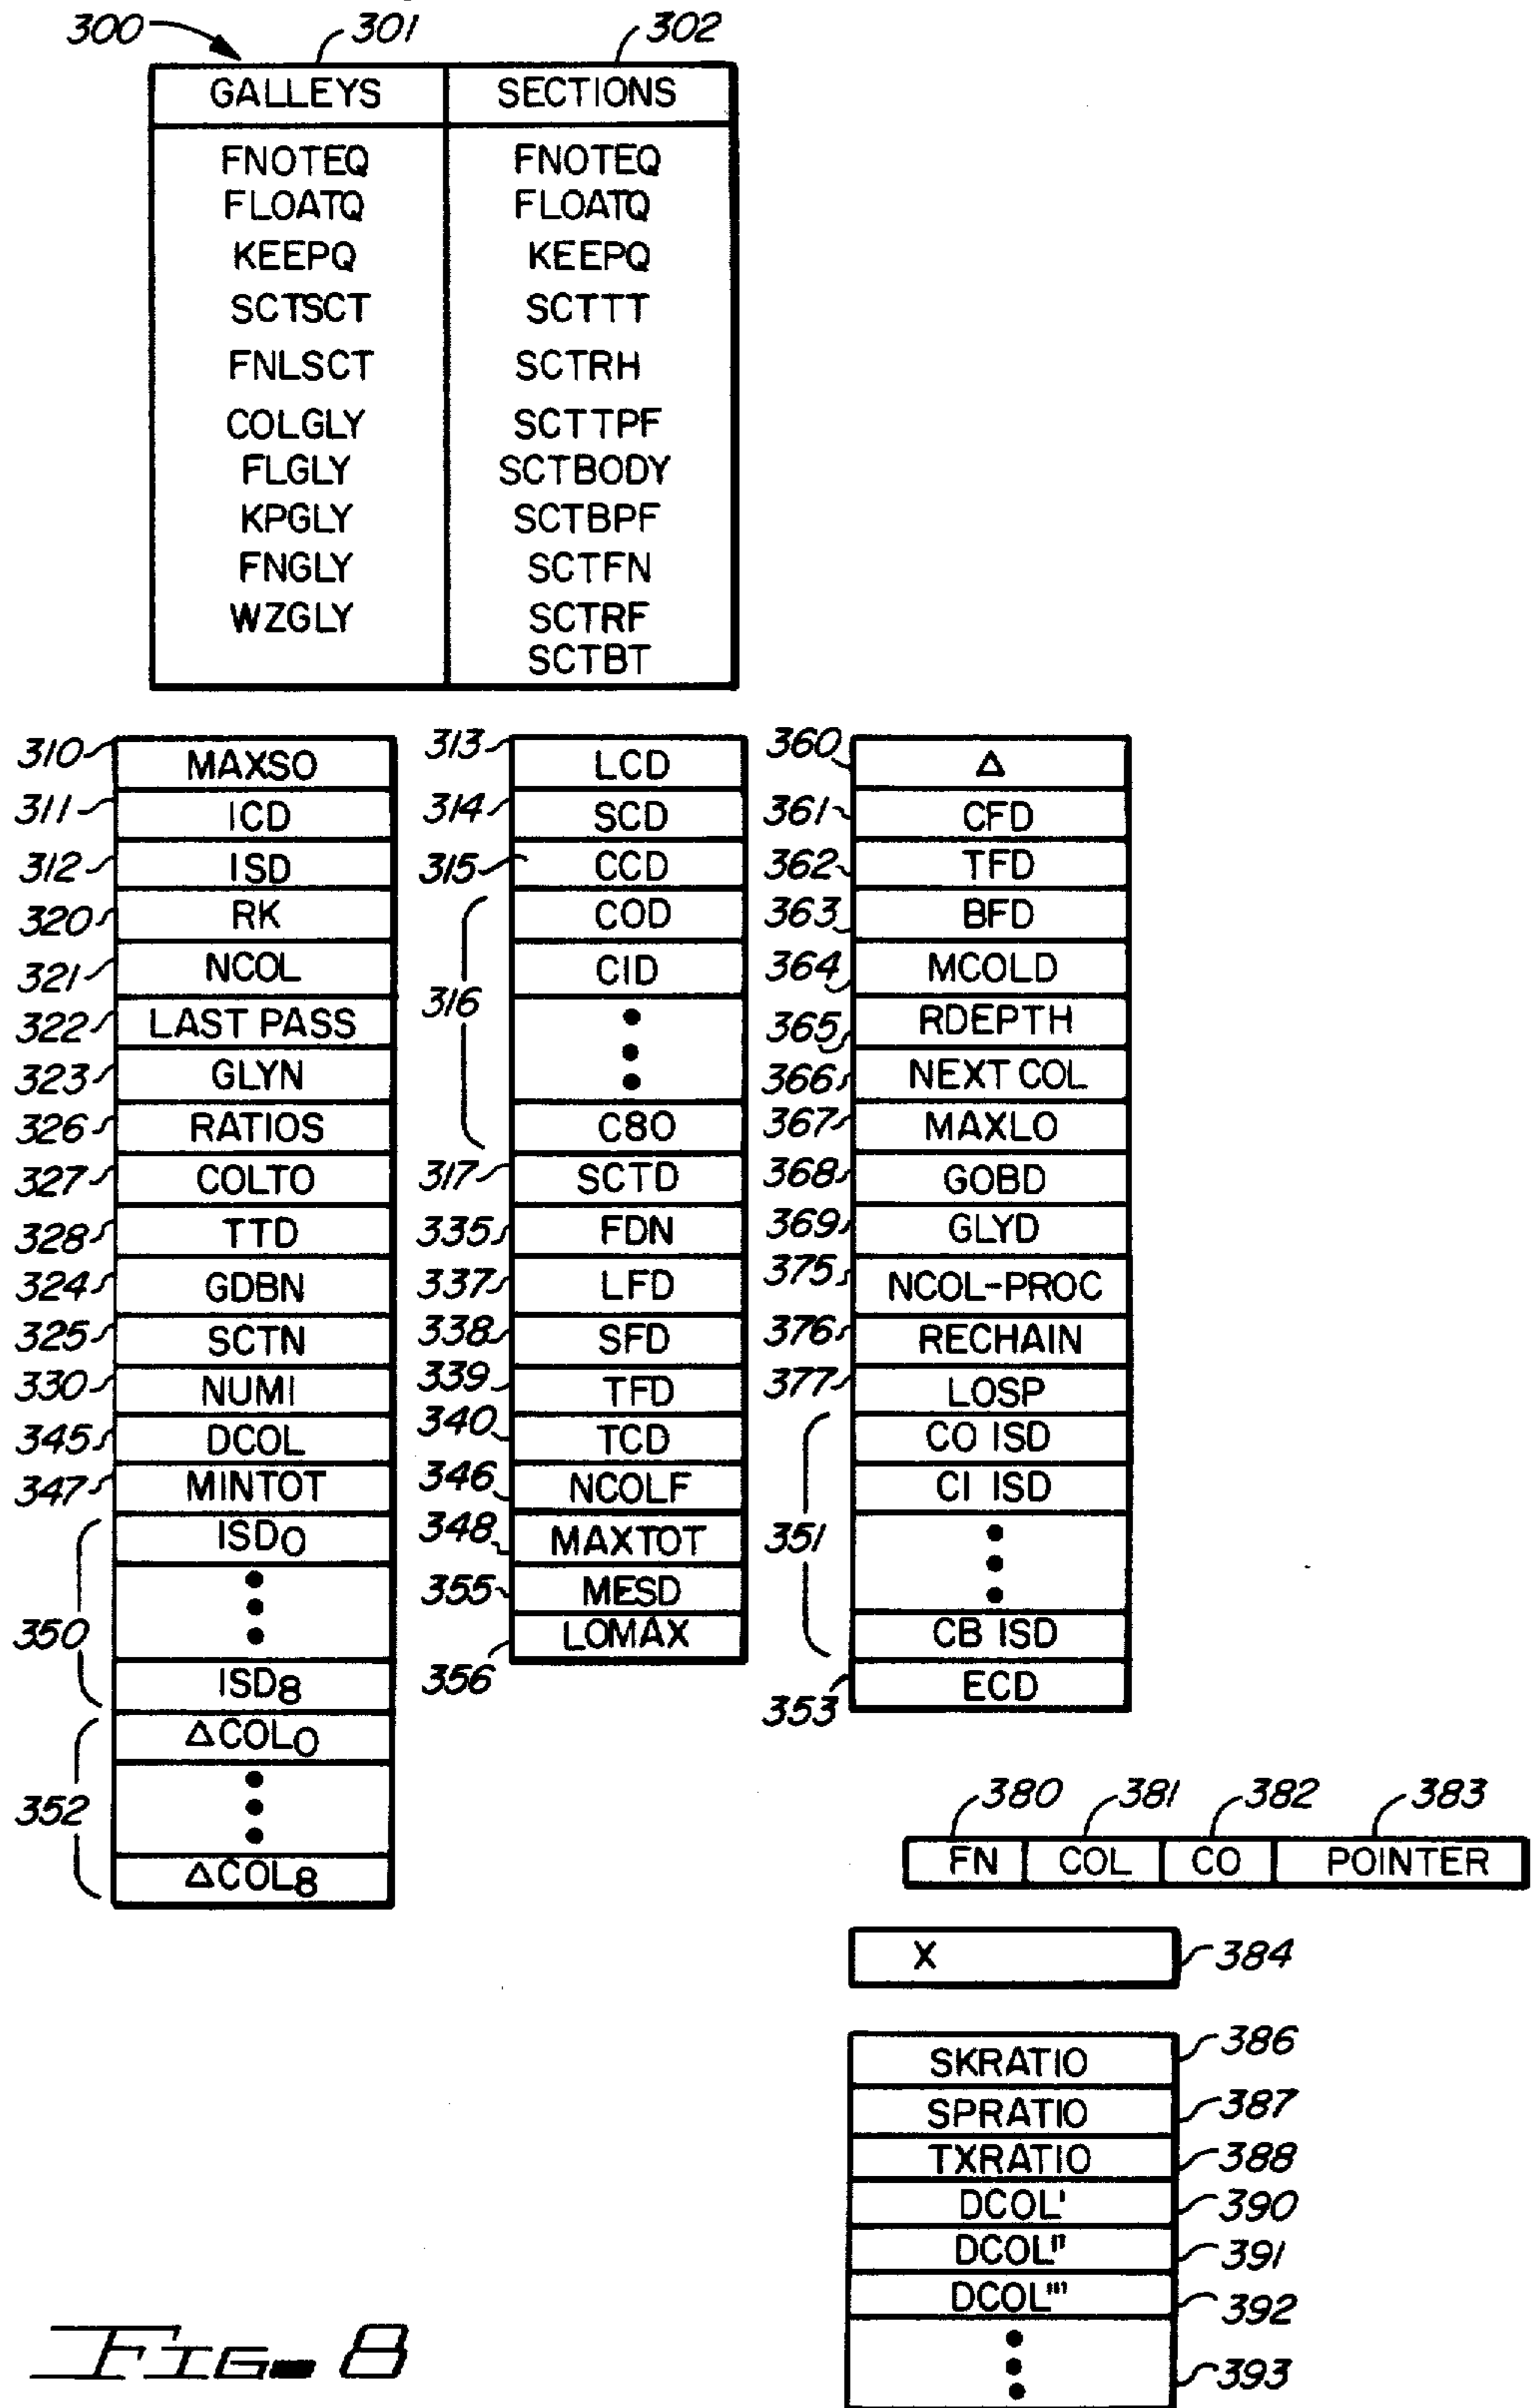 300 301 302
GALLEYS SECTIONS
FNOTEQ FNOTEQ
FLOATQ FLOATQ
KEEPQ KEEPQ
SCTSCT SCTTT
FNLSCT SCTRH
COLGLY SCTTPF
FLGLY SCTBODY
KPGLY SCTBPF
FNGLY SCTFN
WZGLY SCTRF
SCTBT
310 MAXSO
311 ICD
312 ISD
320 RK
321 NCOL
322 LAST PASS
323 GLYN
326 RATIOS
327 COLTO
328 TTD
324 GDBN
325 SCTN
330 NUMI
345 DCOL
347 MINTOT
350
ISD0
ISD8
352
ΔCOL0
ΔCOL8
313 LCD
314 SCD
315 CCD
316
COD
CID
C8O
317 SCTD
335 FDN
337 LFD
338 SFD
339 TFD
340 TCD
346 NCOLF
348 MAXTOT
355 MESD
356 LOMAX
360 Δ
361 CFD
362 TFD
363 BFD
364 MCOLD
365 RDEPTH
366 NEXT COL
367 MAXLO
368 GOBD
369 GLYD
375 NCOL-PROC
376 RECHAIN
377 LOSP
351
CO ISD
CI ISD
CB ISD
353 ECD
380 381 382 383
FN COL CO POINTER
X 384
SKRATIO 386
SPRATIO 387
TXRATIO 388
DCOL' 390
DCOL" 391
DCOL''' 392
393
FIG. 8